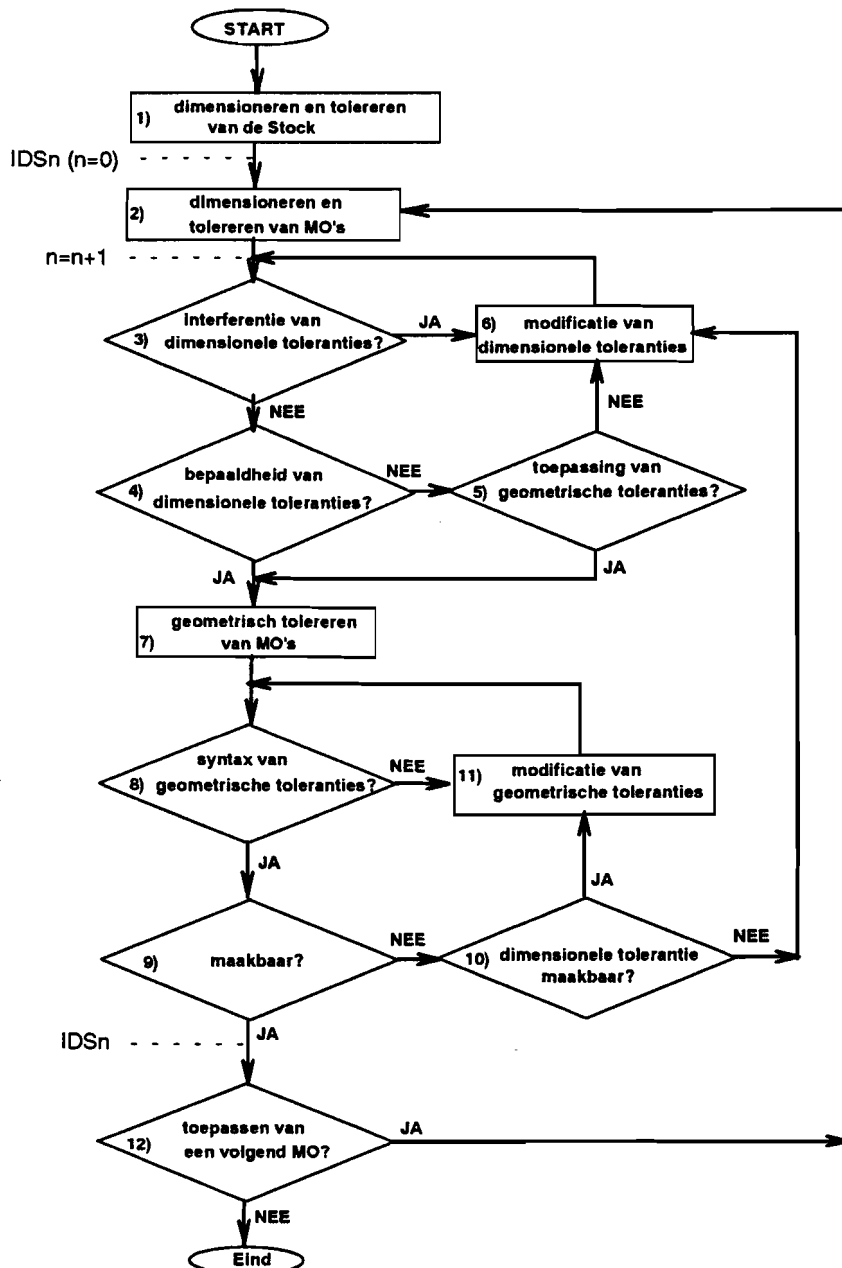 START
1) dimensioneren en tolereren
van de Stock
IDSn (n=0)
2) dimensioneren en
tolereren van MO's
n=n+1
3) interferentie van
dimensionele toleranties?
JA
6) modificatie van
dimensionele toleranties
NEE
NEE
4) bepaaldheid van
dimensionele toleranties?
NEE
5) toepassing van
geometrische toleranties?
JA
JA
7) geometrisch tolereren
van MO's
8) syntax van
geometrische toleranties?
NEE
11) modificatie van
geometrische toleranties
JA
JA
9) maakbaar?
NEE
10) dimensionele tolerantie
maakbaar?
NEE
JA
IDSn
12) toepassen van
een volgend MO?
JA
NEE
Eind